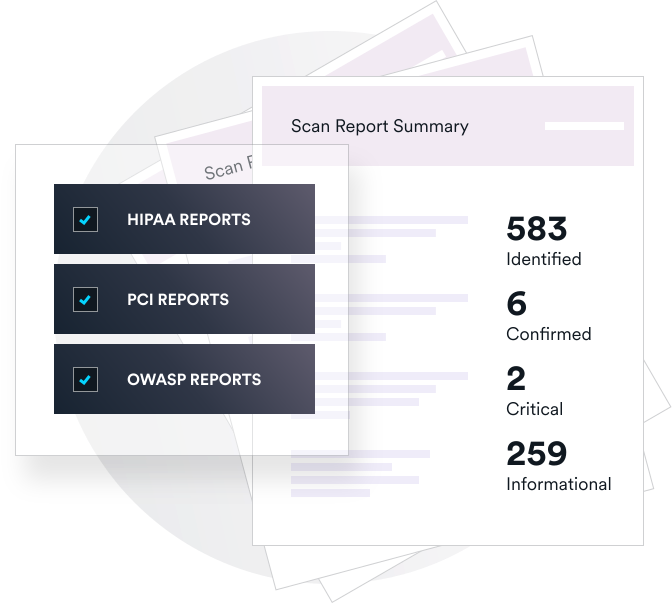 Scan Report Summary
Scan
HIPAA REPORTS
PCI REPORTS
OWASP REPORTS
583
Identified
6
Confirmed
2
Critical
259
Informational